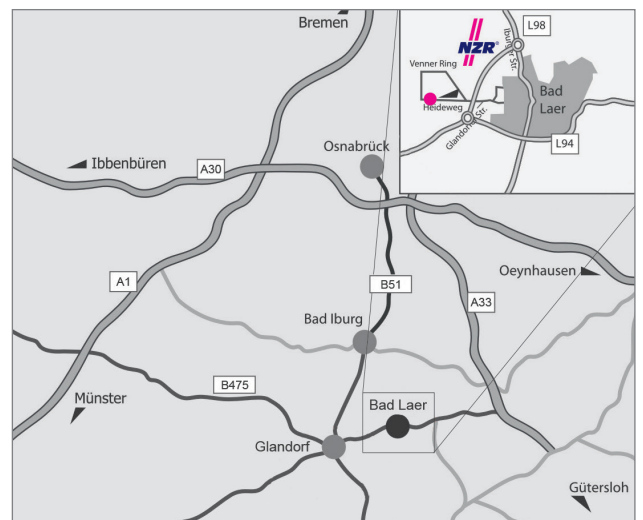 Bremen
L98
NZR®
Iburger Str.
Venner Ring
Bad
Laer
Heideweg
Glandorfer Str.
L94
Osnabrück
Ibbenbüren
A30
Oeynhausen
A1
B51
A33
Bad Iburg
B475
Bad Laer
Münster
Glandorf
Gütersloh